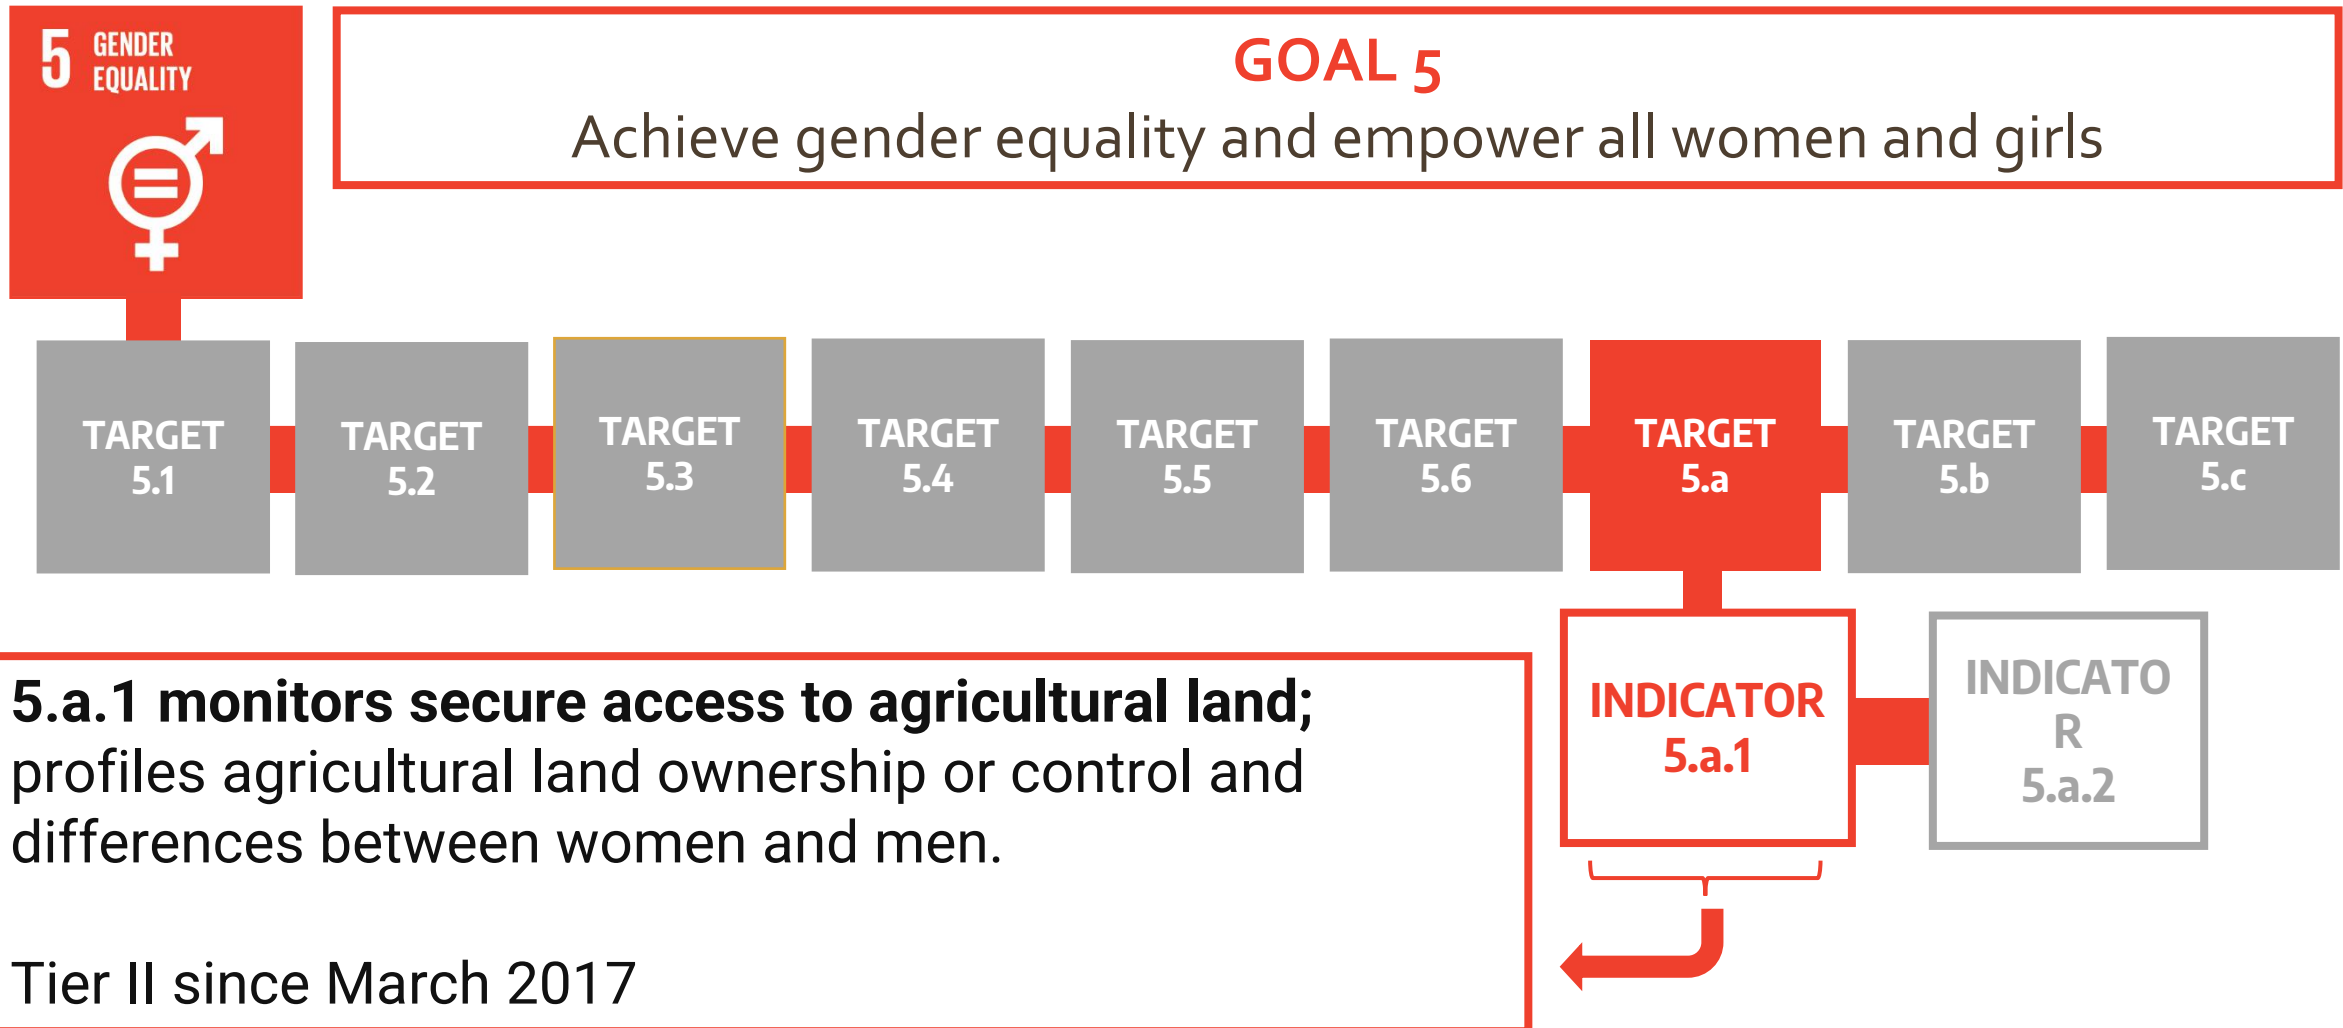 5 GENDER
EQUALITY
GOAL 5
Achieve gender equality and empower all women and girls
TARGET
5.1
TARGET
5.2
TARGET
5.3
TARGET
5.4
TARGET
5.5
TARGET
5.6
TARGET
5.a
TARGET
5.b
TARGET
5.c
INDICATOR
5.a.1
INDICATO
R
5.a.2
5.a.1 monitors secure access to agricultural land;
profiles agricultural land ownership or control and
differences between women and men.
Tier II since March 2017